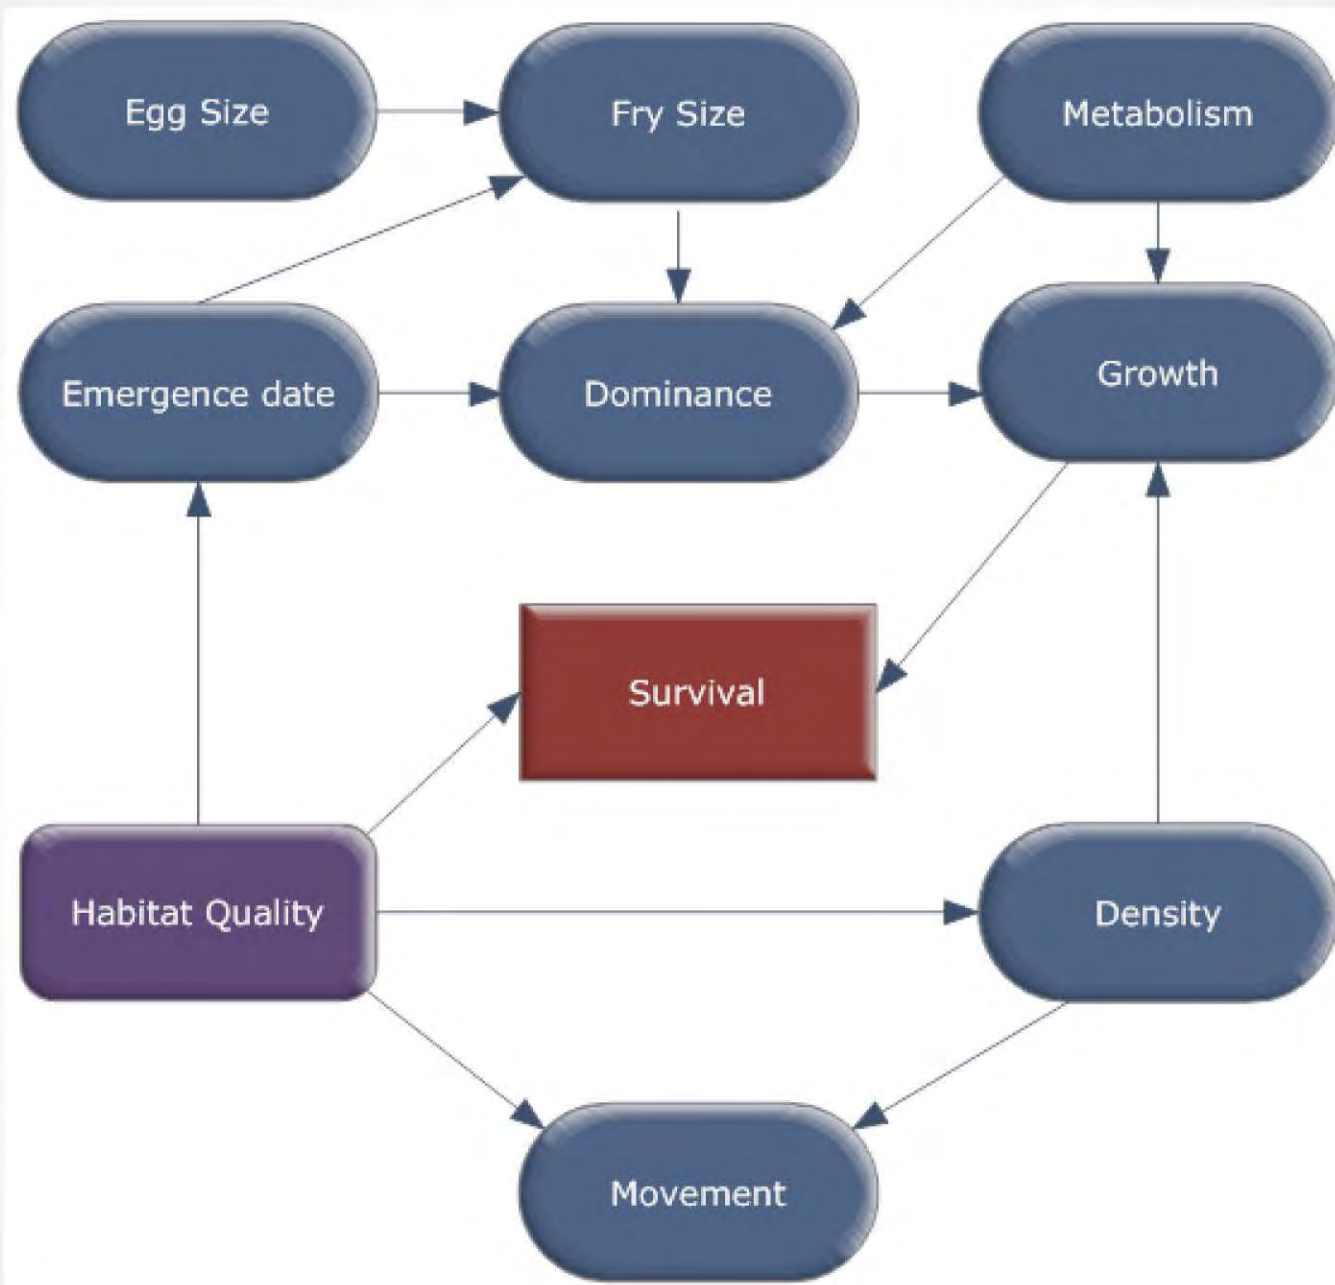 Egg Size
Fry Size
Metabolism
Emergence date
Dominance
Growth
Survival
Habitat Quality
Density
Movement